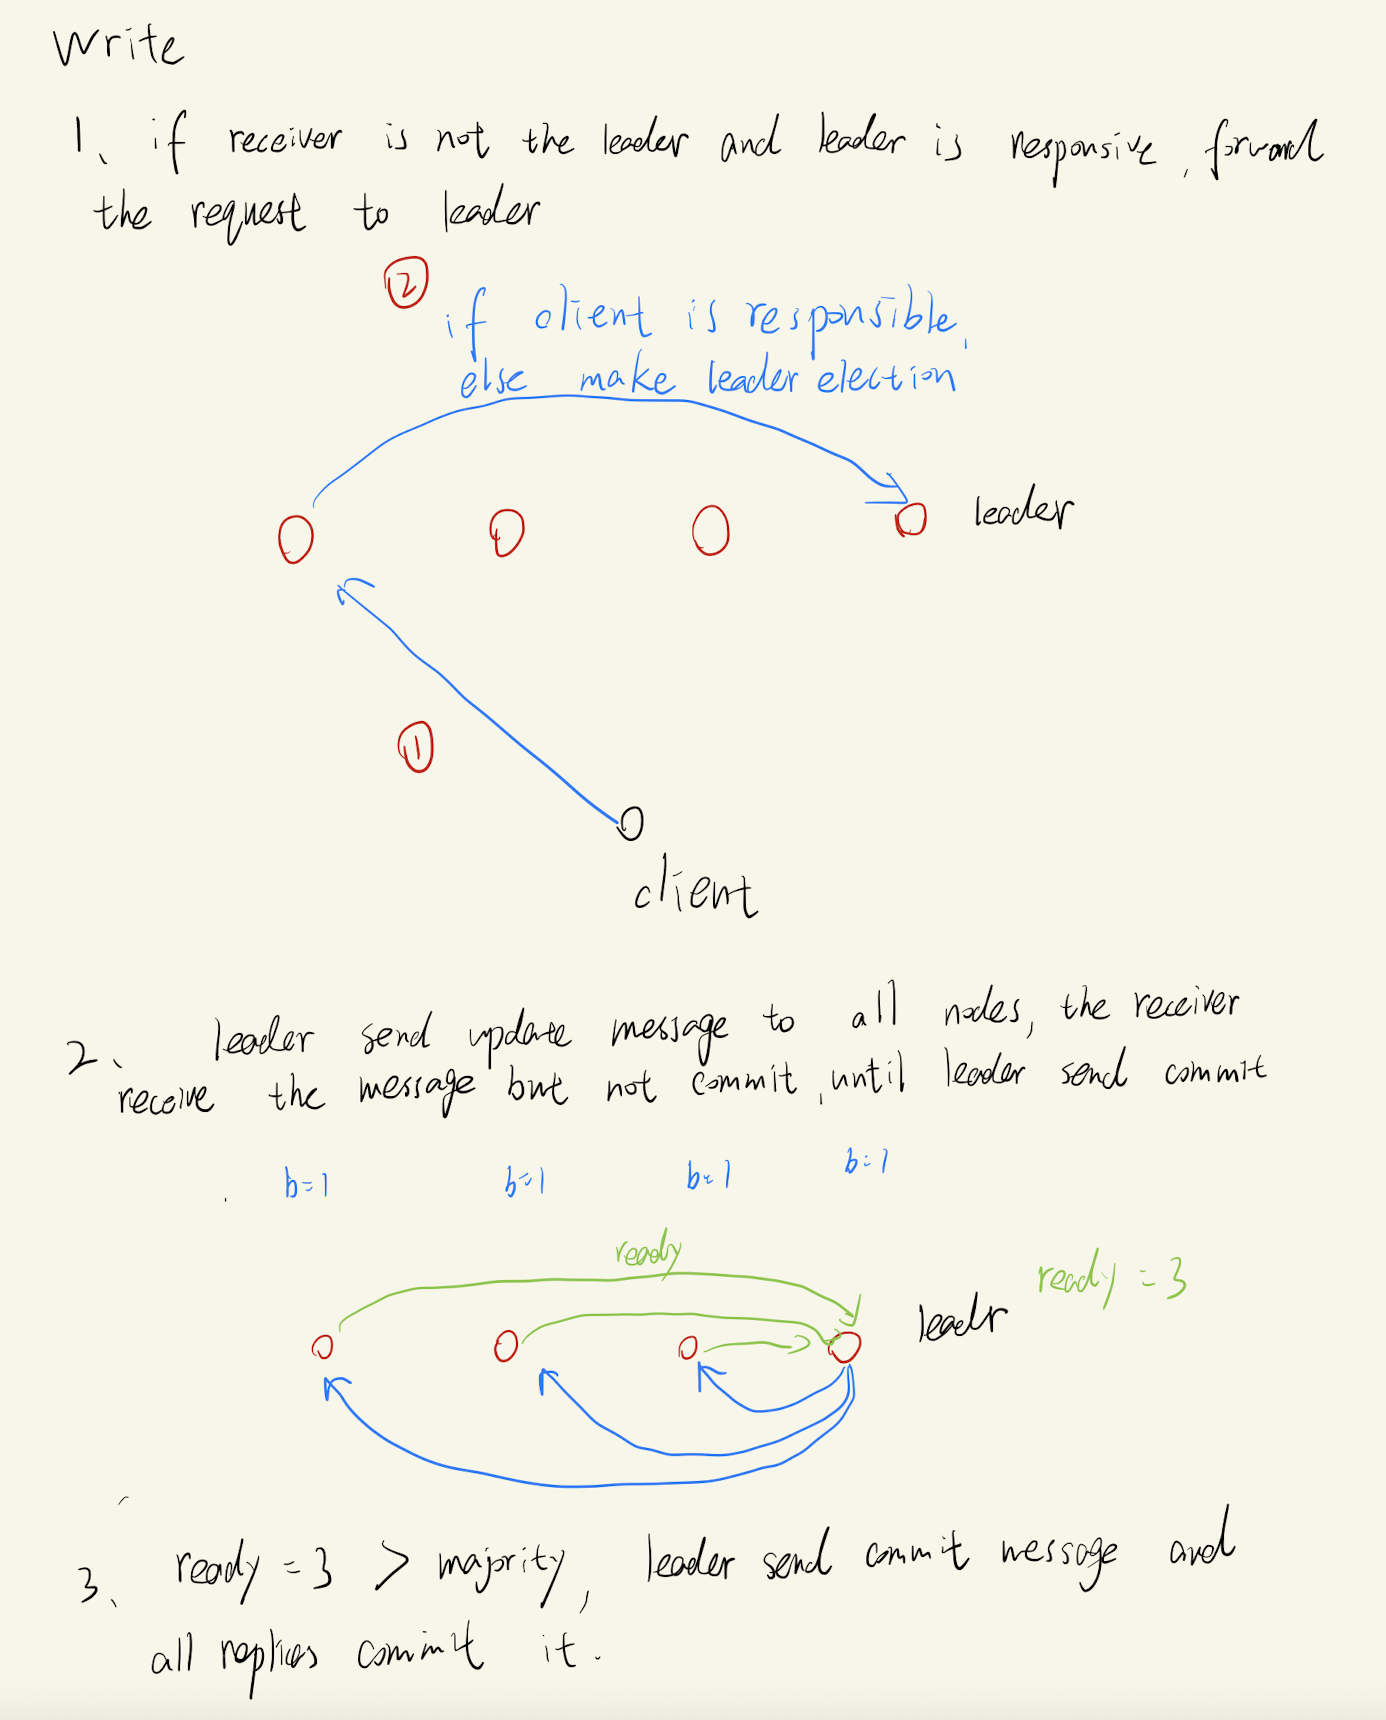 Write
1、if receiver is not the leader and leader is responsive, forward
the request to leader
②
if client is responsible,
else make leader election
leader
①
client
2、leader send update message to all nodes, the receiver
receive the message but not commit, until leader send commit
b=1 b=1 b=1 b=1
ready
ready = 3
leadr
3、ready = 3 > majority, leader send commit message and
all replicas commit it.